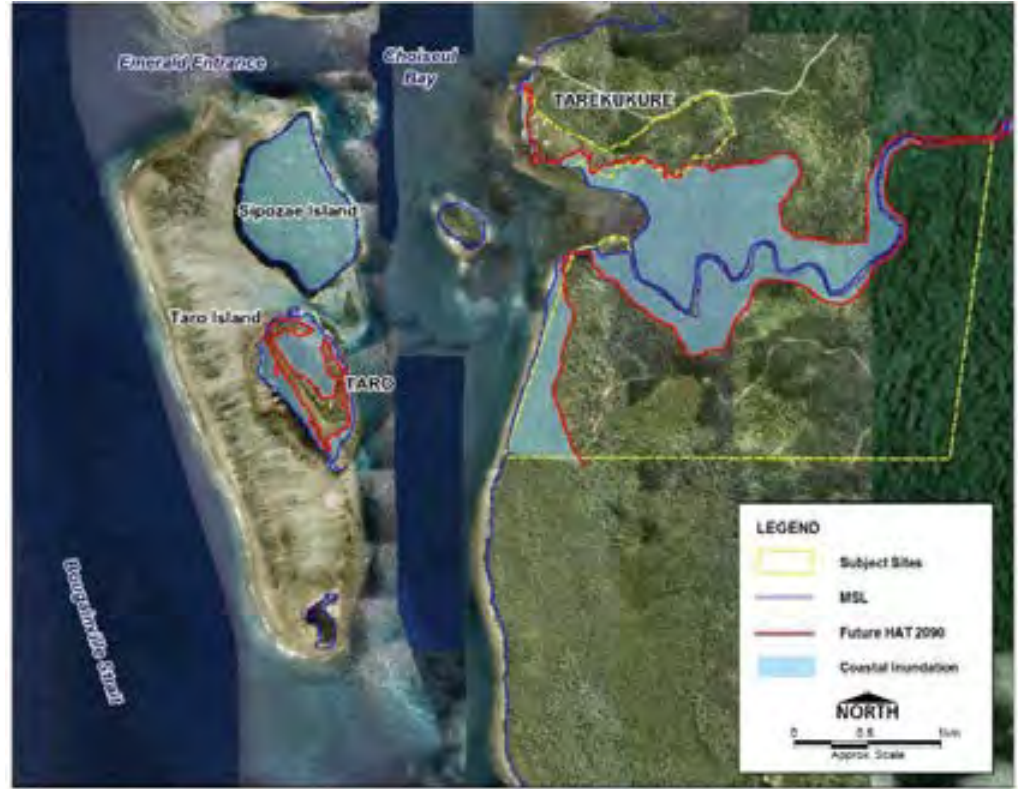 Emerald Entrance
Choiseul
Bay
TAREKUKURE
Sipozae Island
Taro Island
TARO
Bougainville Strait
LEGEND
Subject Sites
MSL
Future HAT 2090
Coastal Inundation
NORTH
0 0.5 1km
Approx. Scale